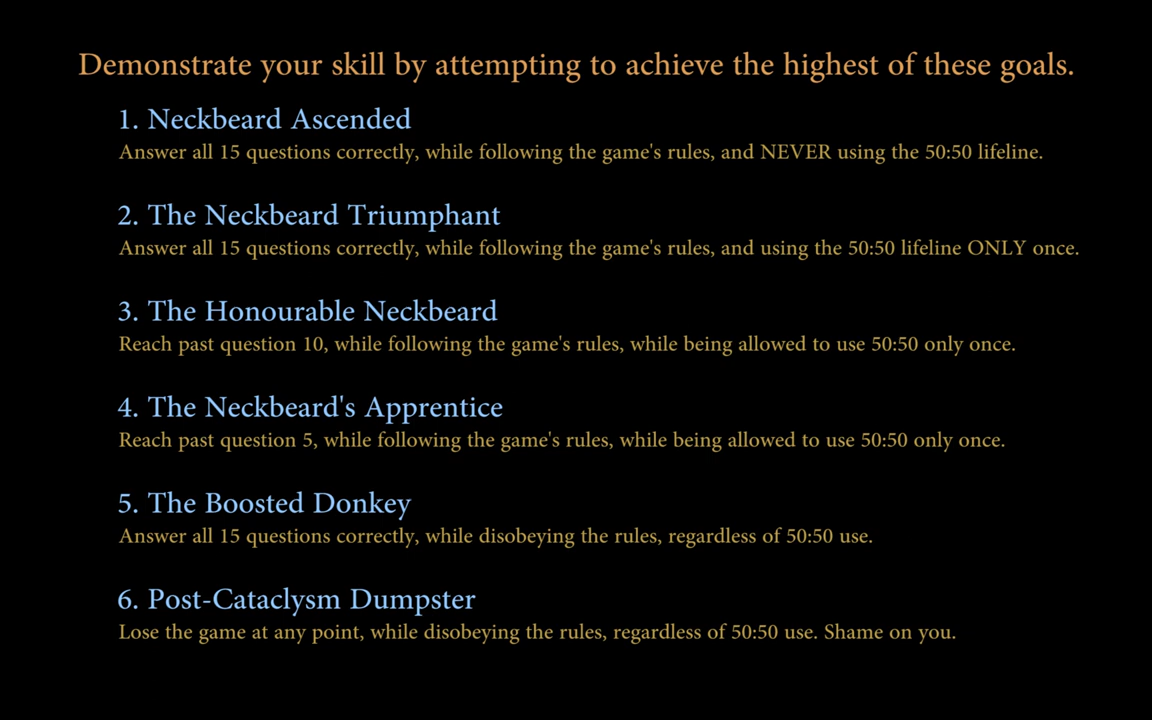 Demonstrate your skill by attempting to achieve the highest of these goals.
1. Neckbeard Ascended
Answer all 15 questions correctly, while following the game's rules, and NEVER using the 50:50 lifeline.
2. The Neckbeard Triumphant
Answer all 15 questions correctly, while following the game's rules, and using the 50:50 lifeline ONLY once.
3. The Honourable Neckbeard
Reach past question 10, while following the game's rules, while being allowed to use 50:50 only once.
4. The Neckbeard's Apprentice
Reach past question 5, while following the game's rules, while being allowed to use 50:50 only once.
5. The Boosted Donkey
Answer all 15 questions correctly, while disobeying the rules, regardless of 50:50 use.
6. Post-Cataclysm Dumpster
Lose the game at any point, while disobeying the rules, regardless of 50:50 use. Shame on you.